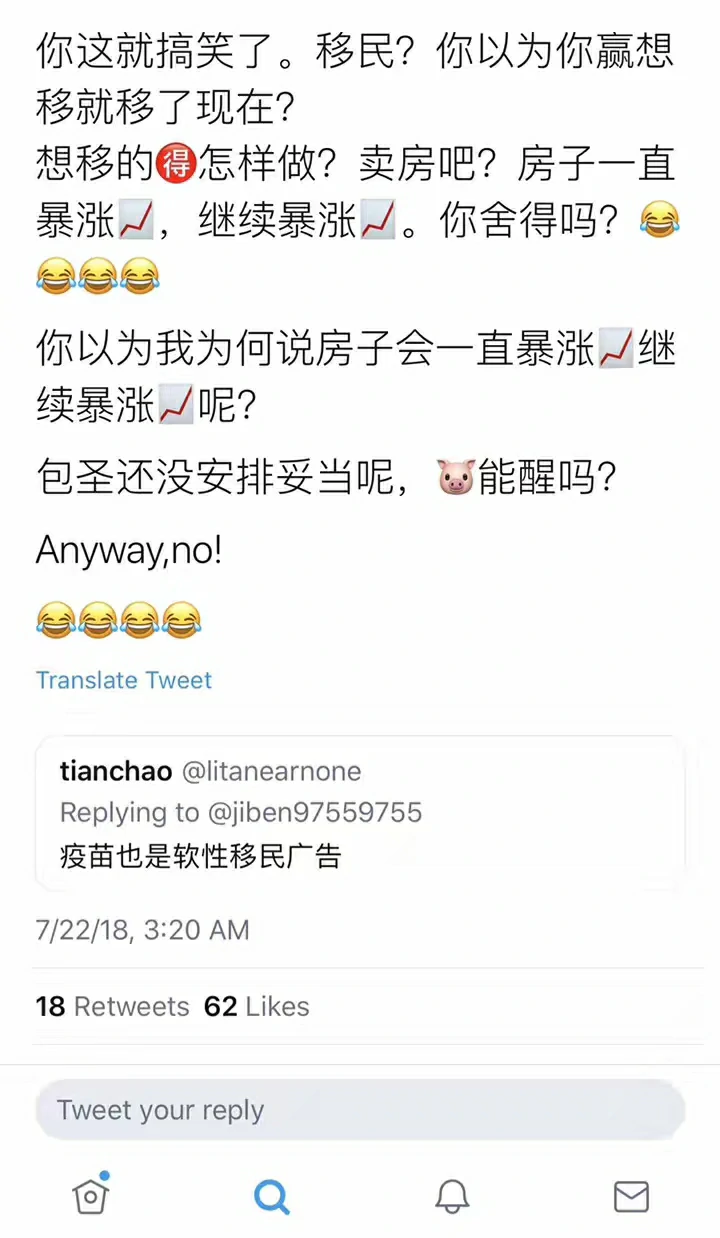 你这就搞笑了。移民？你以为你赢想
移就移了现在？
想移的🉐怎样做？卖房吧？房子一直
暴涨📈，继续暴涨📈。你舍得吗？😂
😂😂😂
你以为我为何说房子会一直暴涨📈继
续暴涨📈呢？
包圣还没安排妥当呢，🐷能醒吗？
Anyway,no!
😂😂😂😂
Translate Tweet
tianchao @litanearnone
Replying to @jiben97559755
疫苗也是软性移民广告
7/22/18, 3:20 AM
18 Retweets 62 Likes
Tweet your reply